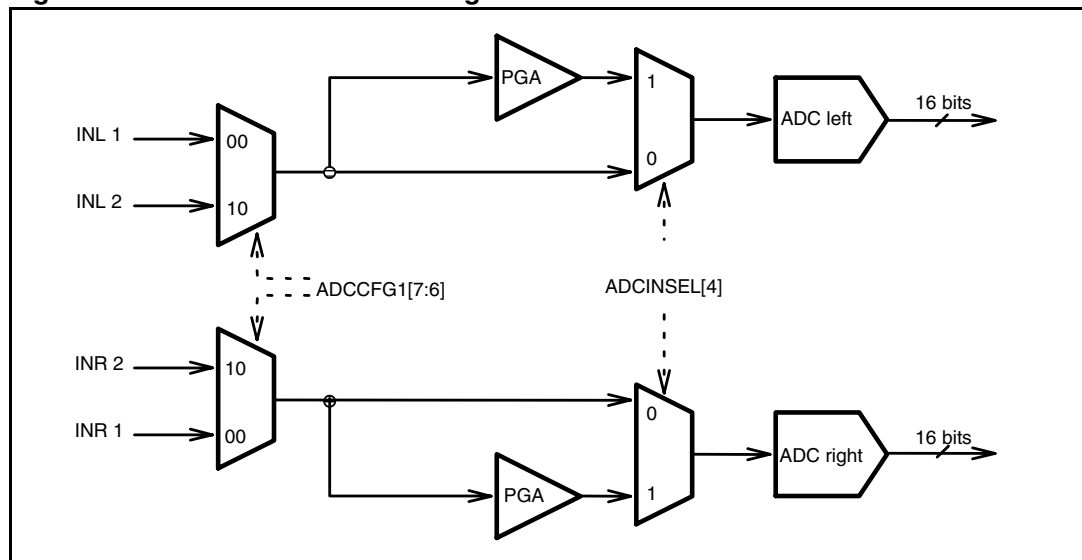 PGA
1
ADC left
16 bits
INL 1
00
0
INL 2
10
ADCCFG1[7:6]
ADCINSEL[4]
INR 2
10
0
INR 1
00
ADC right
16 bits
PGA
1